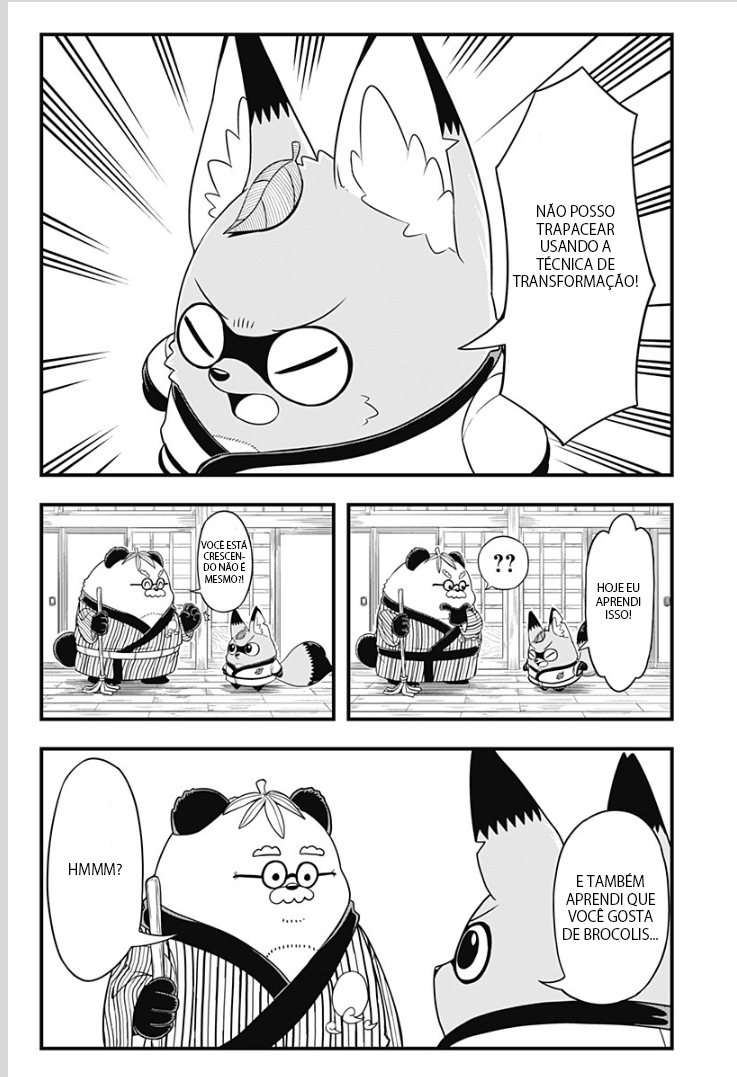 NÃO POSSO
TRAPACEAR
USANDO A
TÉCNICA DE
TRANSFORMAÇÃO!
HOJE EU
APRENDI
ISSO!
??
VOCÊ ESTÁ
CRESCEN-
DO NÃO É
MESMO?!
E TAMBÉM
APRENDI QUE
VOCÊ GOSTA
DE BROCOLIS...
HMMM?